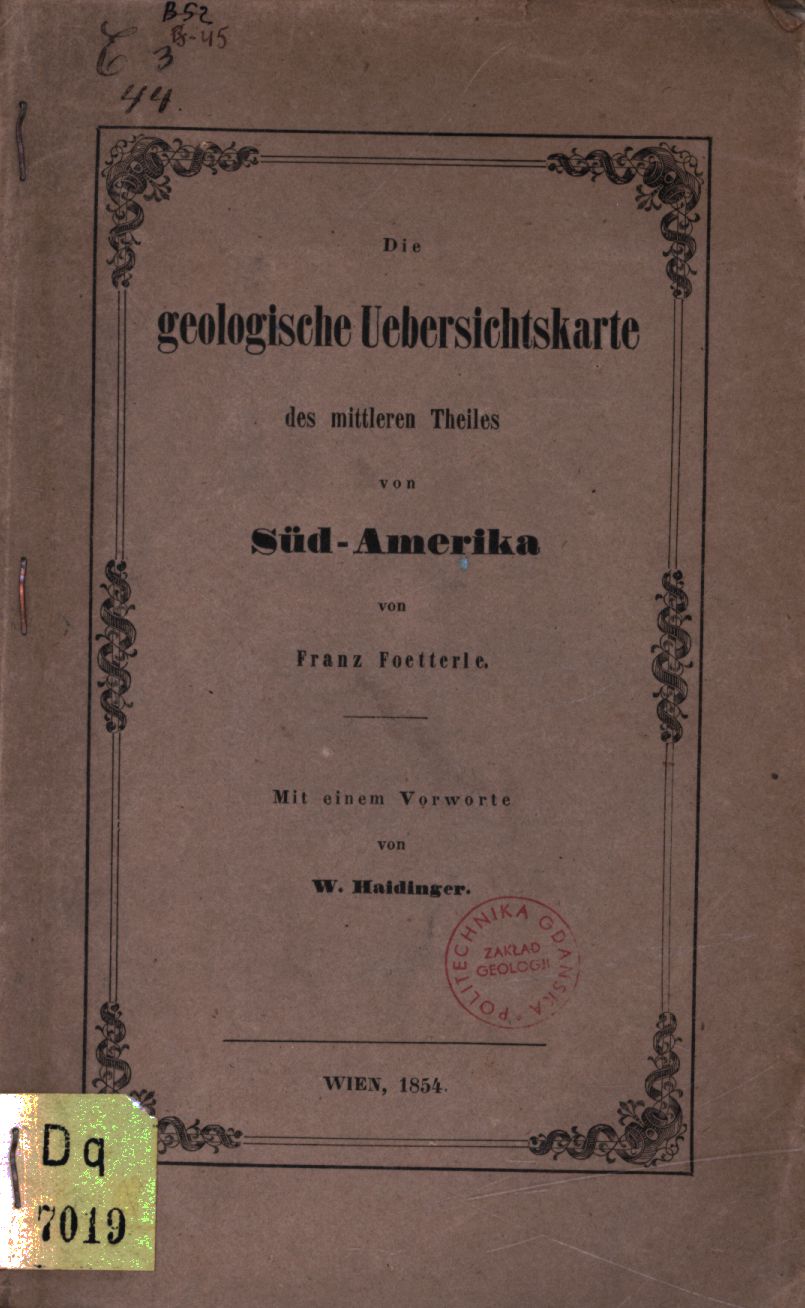 B52
B-45
3
44.
Die
geologische Uebersichtskarte
des mittleren Theiles
von
Süd-Amerika
von
Franz Foetterle.
Mit einem Vorworte
von
W. Haidinger.
POLITECHNIKA GDAŃSKA
ZAKŁAD
GEOLOGII
WIEN, 1854.
Dq
7019